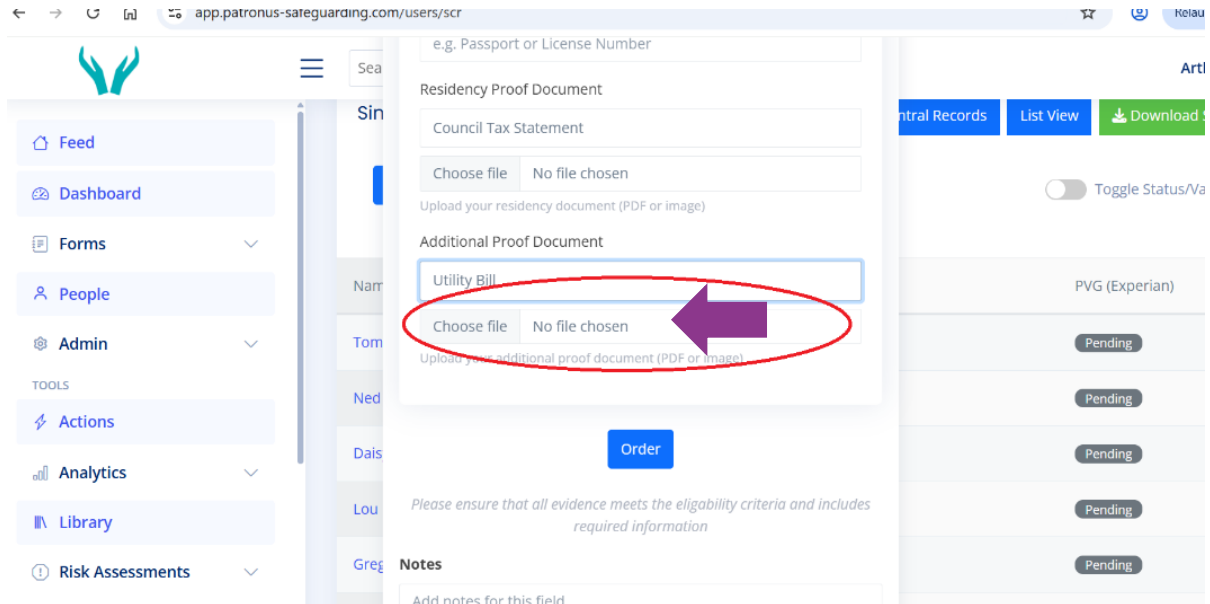 app.patronus-safeguarding.com/users/scr
Relau
e.g. Passport or License Number
Sea
Art
Residency Proof Document
Sin
ntral Records
List View
Download S
Council Tax Statement
Feed
Choose file No file chosen
Dashboard
Toggle Status/Va
Upload your residency document (PDF or image)
Forms
Additional Proof Document
Utility Bill
Nam
PVG (Experian)
People
Choose file No file chosen
Admin
Tom
Pending
Upload your additional proof document (PDF or image)
TOOLS
Ned
Pending
Actions
Order
Dais
Pending
Analytics
Please ensure that all evidence meets the eligibility criteria and includes
required information
Lou
Pending
Library
Notes
Greg
Pending
Risk Assessments
Add notes for this field